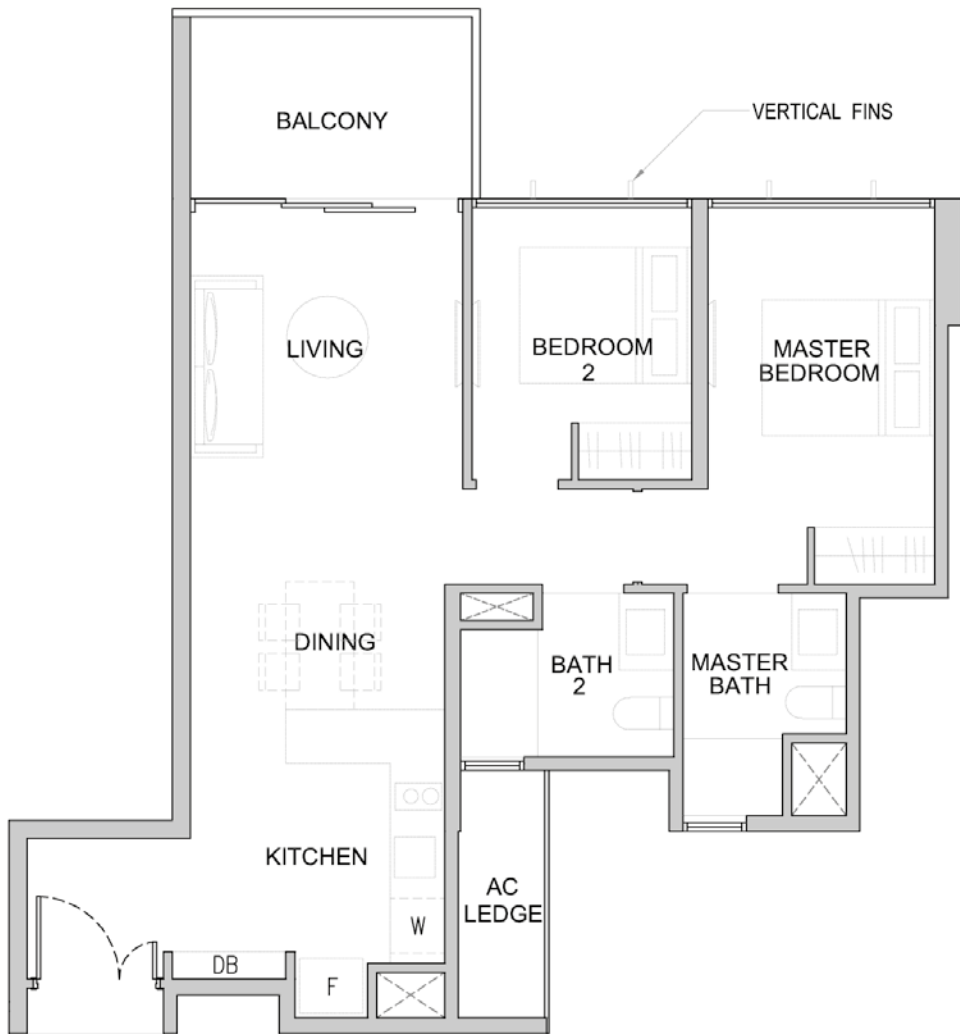 BALCONY
VERTICAL FINS
LIVING
BEDROOM
2
MASTER
BEDROOM
DINING
BATH
2
MASTER
BATH
KITCHEN
AC
LEDGE
W
DB
F